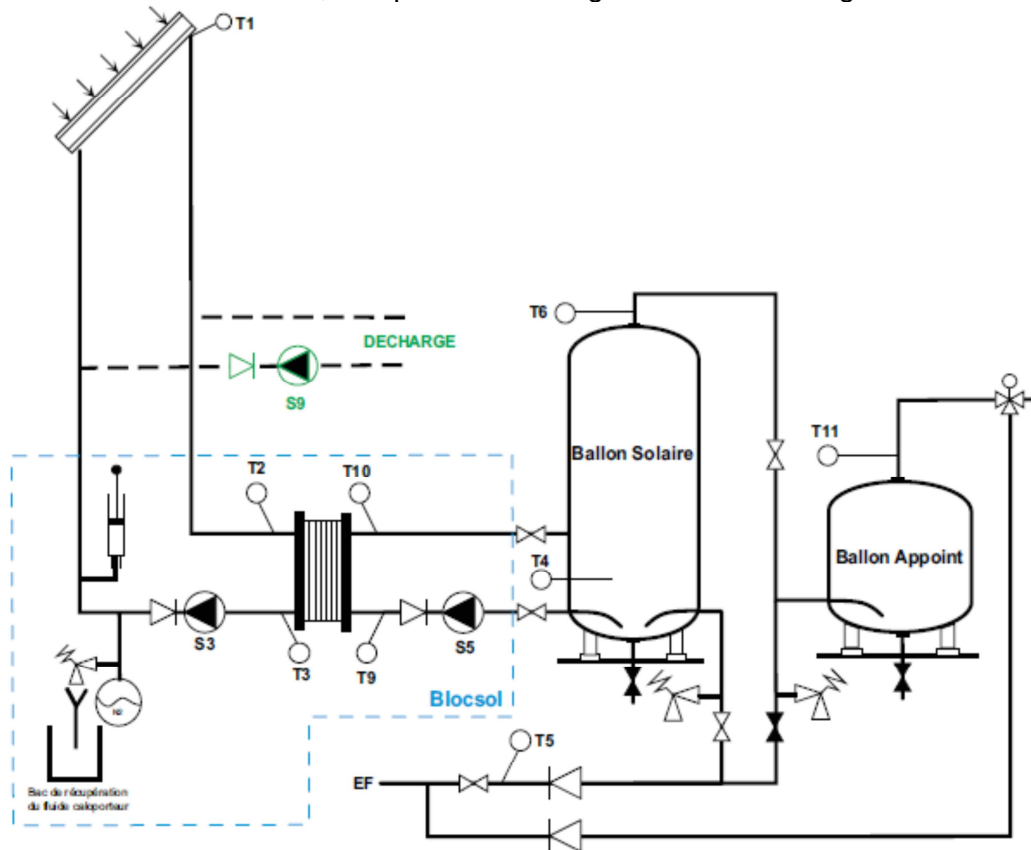 T1
T6
DECHARGE
S9
T11
Ballon Solaire
T2
T10
Ballon Appoint
T4
S3
S5
T3
T9
Blocsol
N2
T5
EF
Bac de récupération
du fluide caloporteur